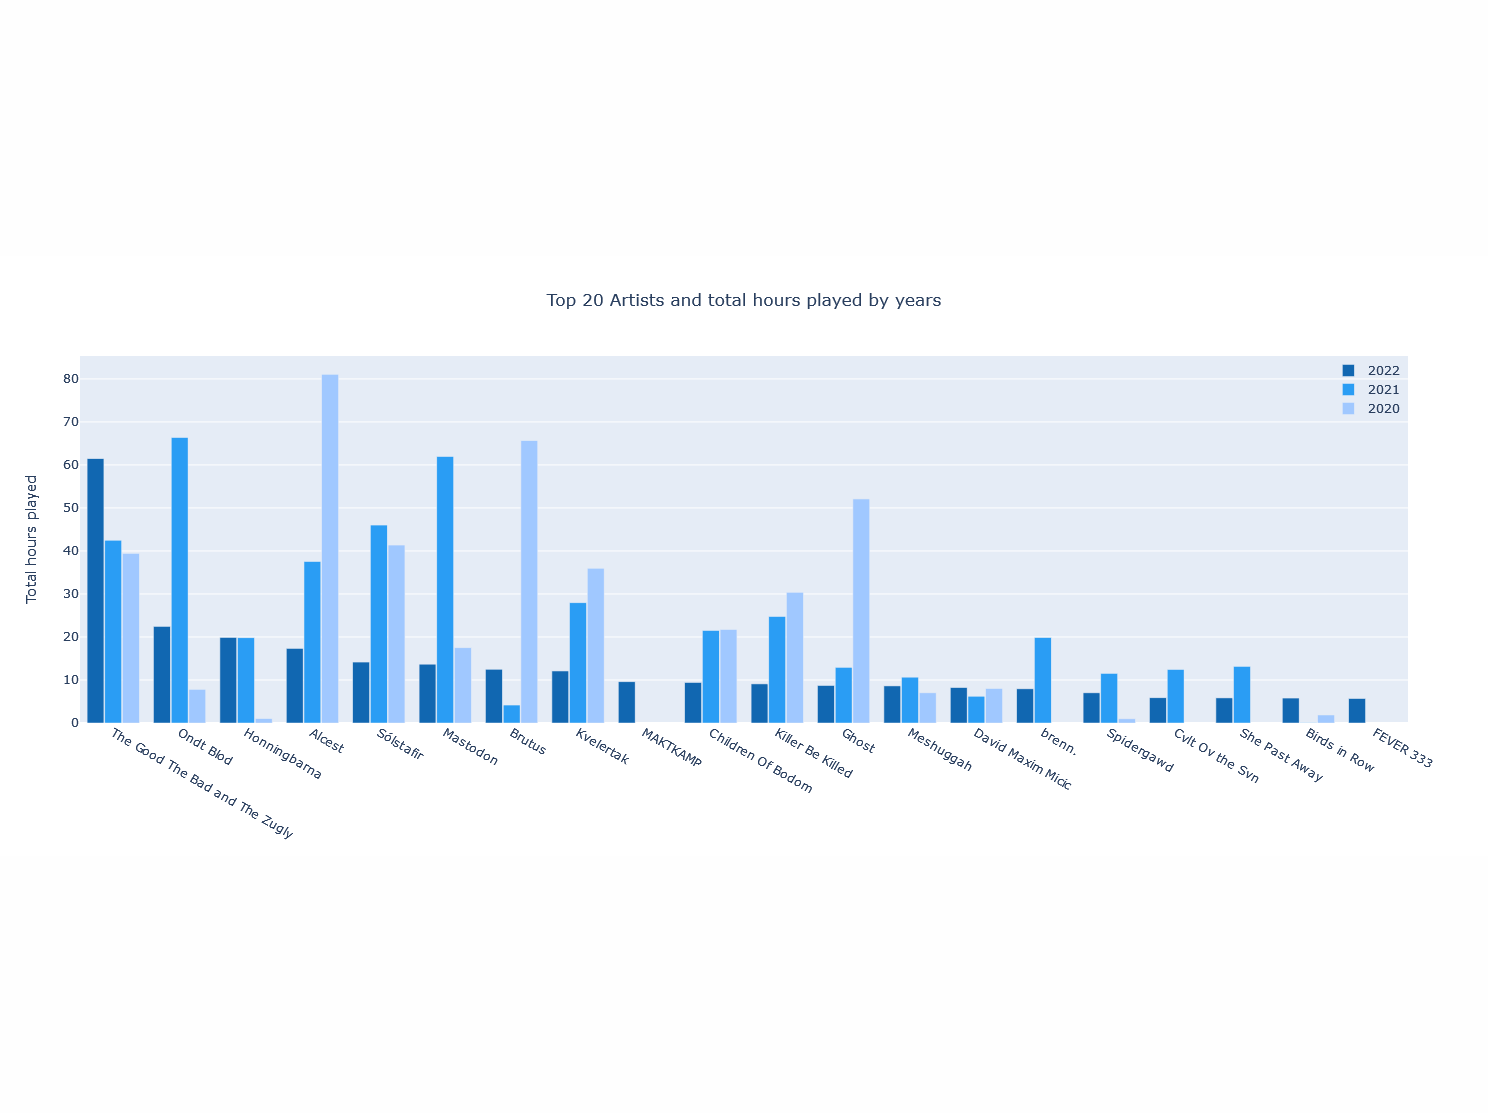 Top 20 Artists and total hours played by years
2022
2021
2020
Total hours played
80
70
60
50
40
30
20
10
0
The Good The Bad and The Zugly
Ondt Blod
Honningbarna
Alcest
Sólstafir
Mastodon
Brutus
Kvelertak
MAKTKAMP
Children Of Bodom
Killer Be Killed
Ghost
Meshuggah
David Maxim Micic
brenn.
Spidergawd
Cvlt Ov the Svn
She Past Away
Birds in Row
FEVER 333